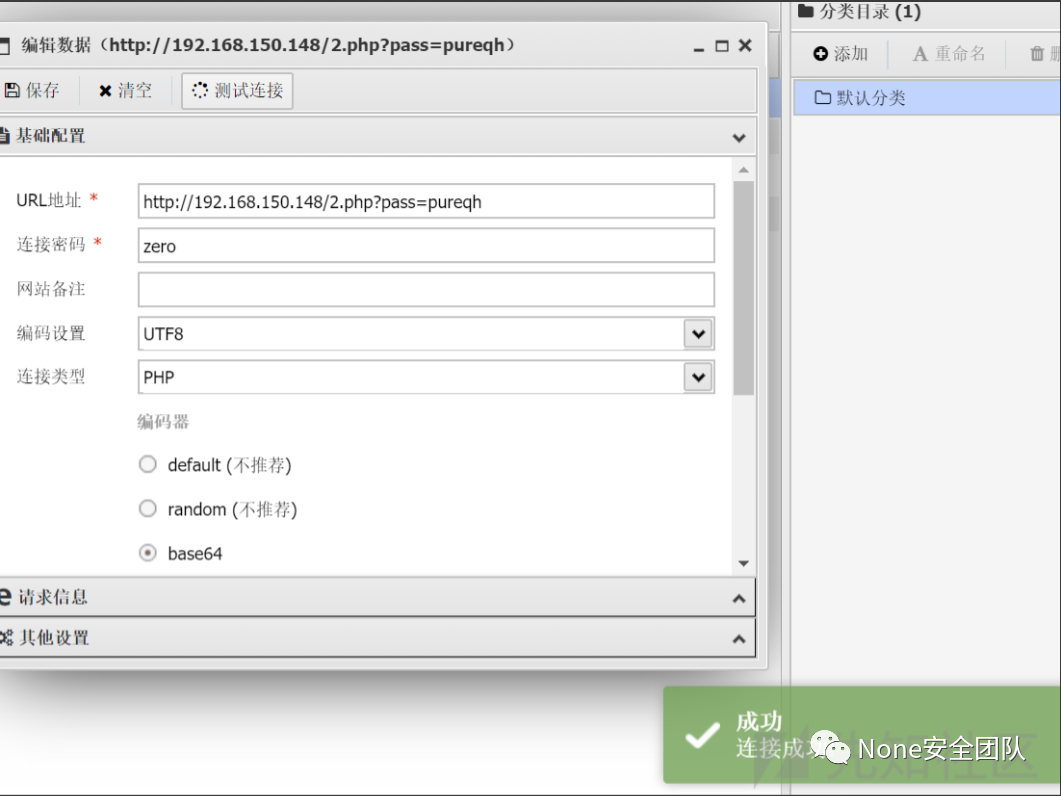 分类目录 (1)
编辑数据（http://192.168.150.148/2.php?pass=pureqh）
添加
重命名
保存
清空
测试连接
默认分类
基础配置
URL地址 *
http://192.168.150.148/2.php?pass=pureqh
连接密码 *
zero
网站备注
编码设置
UTF8
连接类型
PHP
编码器
default (不推荐)
random (不推荐)
base64
请求信息
其他设置
成功
连接成
None安全团队
先知社区